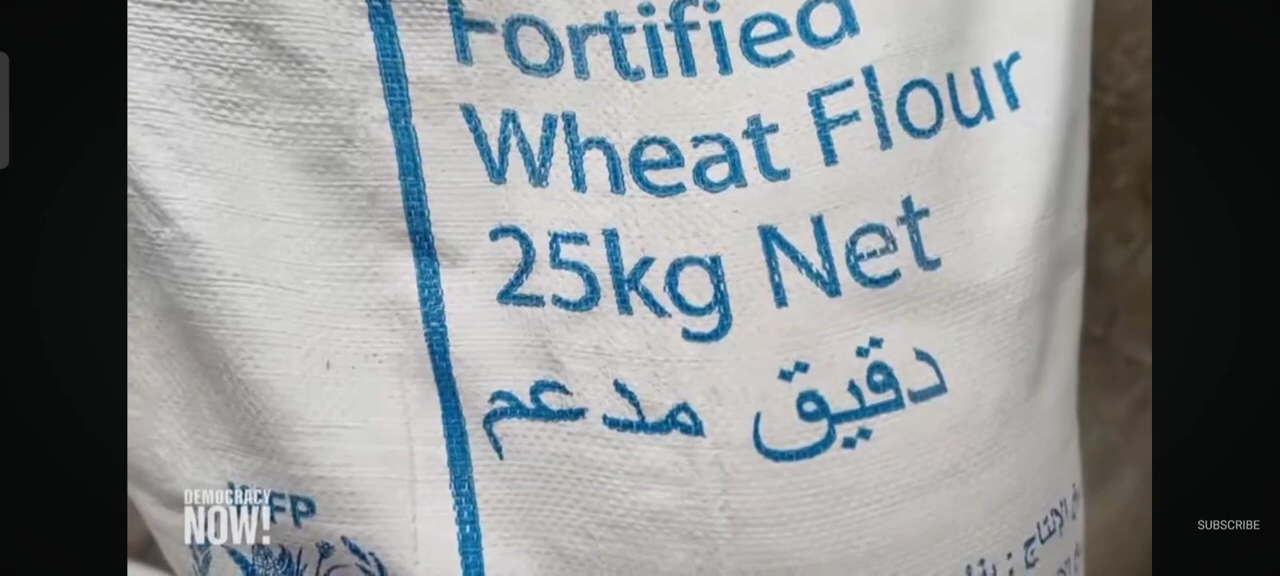 Fortified
Wheat Flour
25kg Net
دقيق مدعم
DEMOCRACY
NOW!
SUBSCRIBE